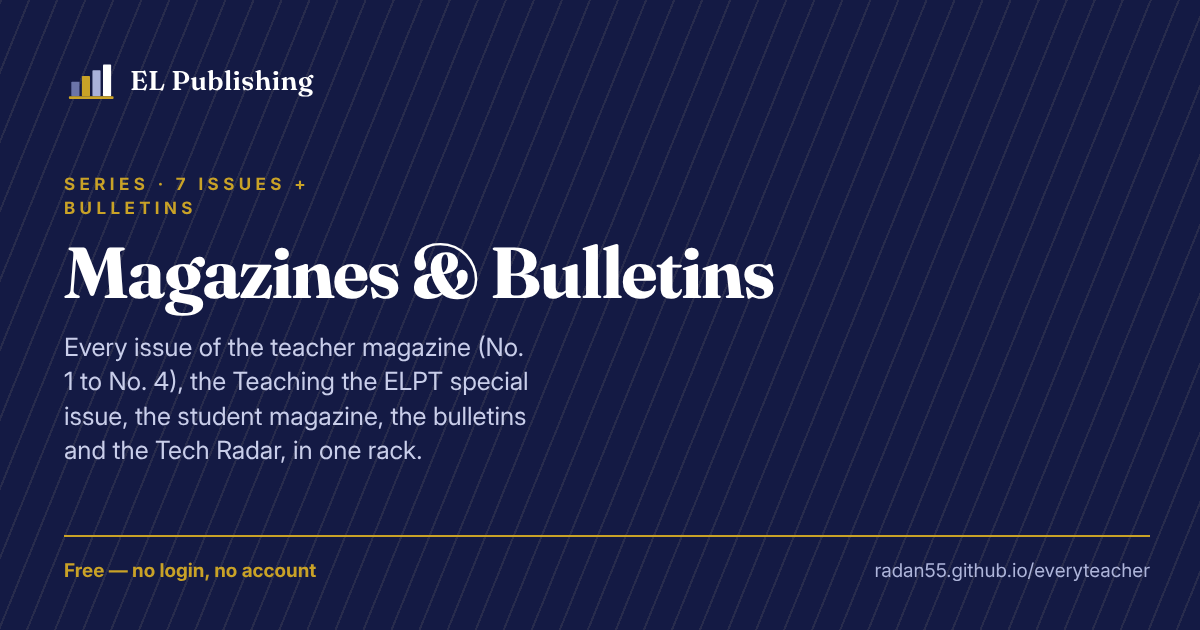 EL Publishing
SERIES · 7 ISSUES +
BULLETINS
Magazines & Bulletins
Every issue of the teacher magazine (No.
1 to No. 4), the Teaching the ELPT special
issue, the student magazine, the bulletins
and the Tech Radar, in one rack.
Free — no login, no account
radan55.github.io/everyteacher